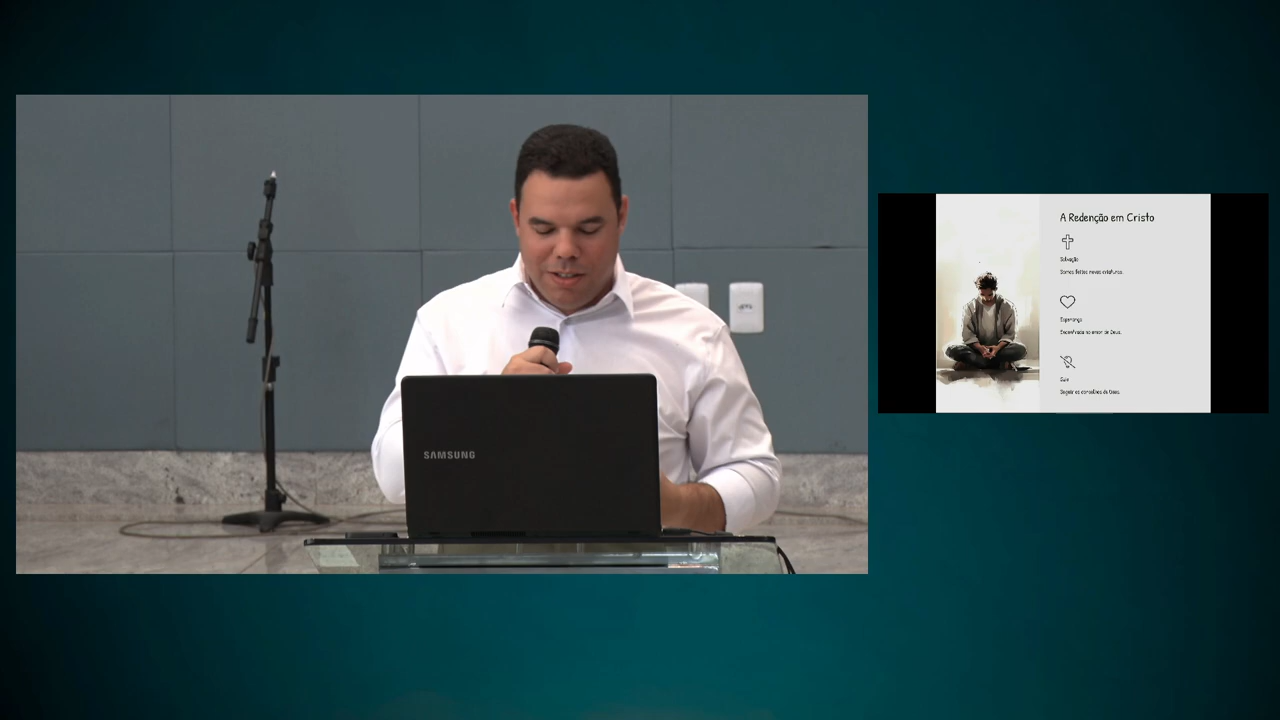 SAMSUNG
A Redenção em Cristo
Salvação
Somos feitos novas criaturas.
Esperança
Encontrada no amor de Deus.
Guia
Seguir os conselhos de Deus.